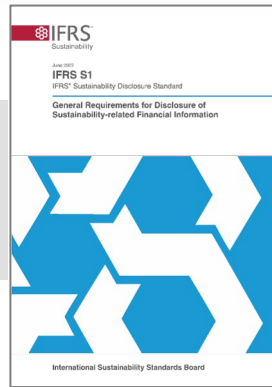 IFRS
Sustainability
June 2023
IFRS S1
IFRS® Sustainability Disclosure Standard
General Requirements for Disclosure of
Sustainability-related Financial Information
International Sustainability Standards Board